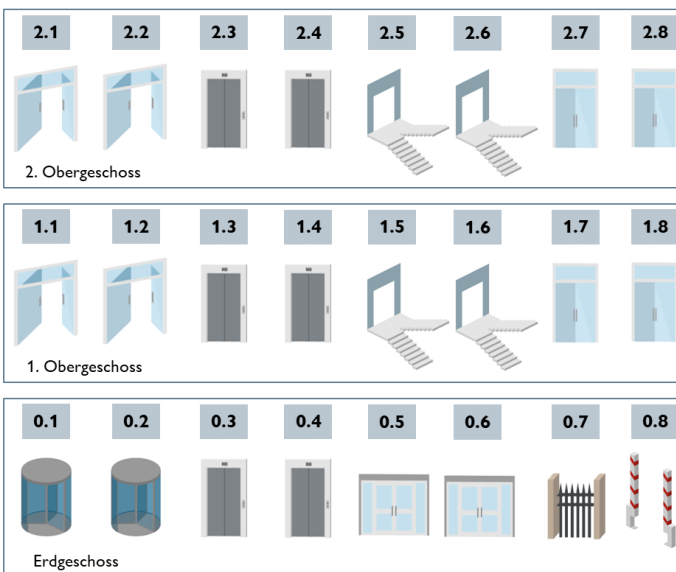 2.1 2.2 2.3 2.4 2.5 2.6 2.7 2.8
2. Obergeschoss
1.1 1.2 1.3 1.4 1.5 1.6 1.7 1.8
1. Obergeschoss
0.1 0.2 0.3 0.4 0.5 0.6 0.7 0.8
Erdgeschoss